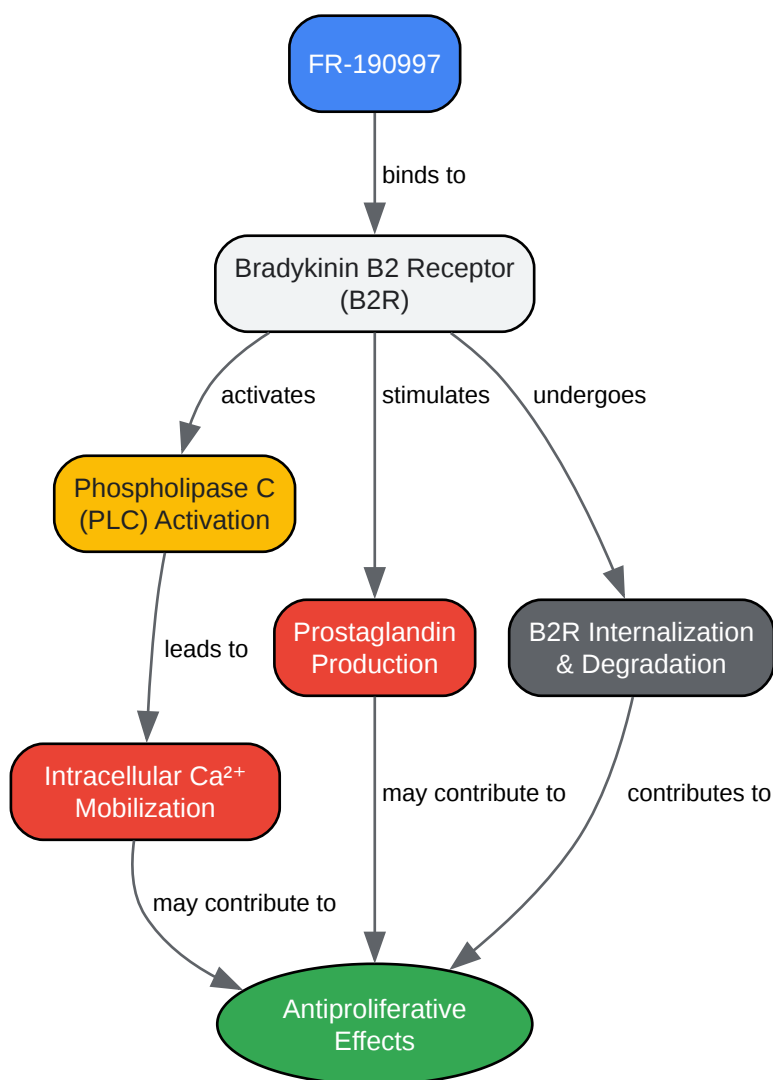 FR-190997
binds to
Bradykinin B2 Receptor
(B2R)
activates
stimulates
undergoes
Phospholipase C
(PLC) Activation
leads to
Prostaglandin
Production
B2R Internalization
& Degradation
Intracellular Ca²⁺
Mobilization
may contribute to
contributes to
may contribute to
Antiproliferative
Effects